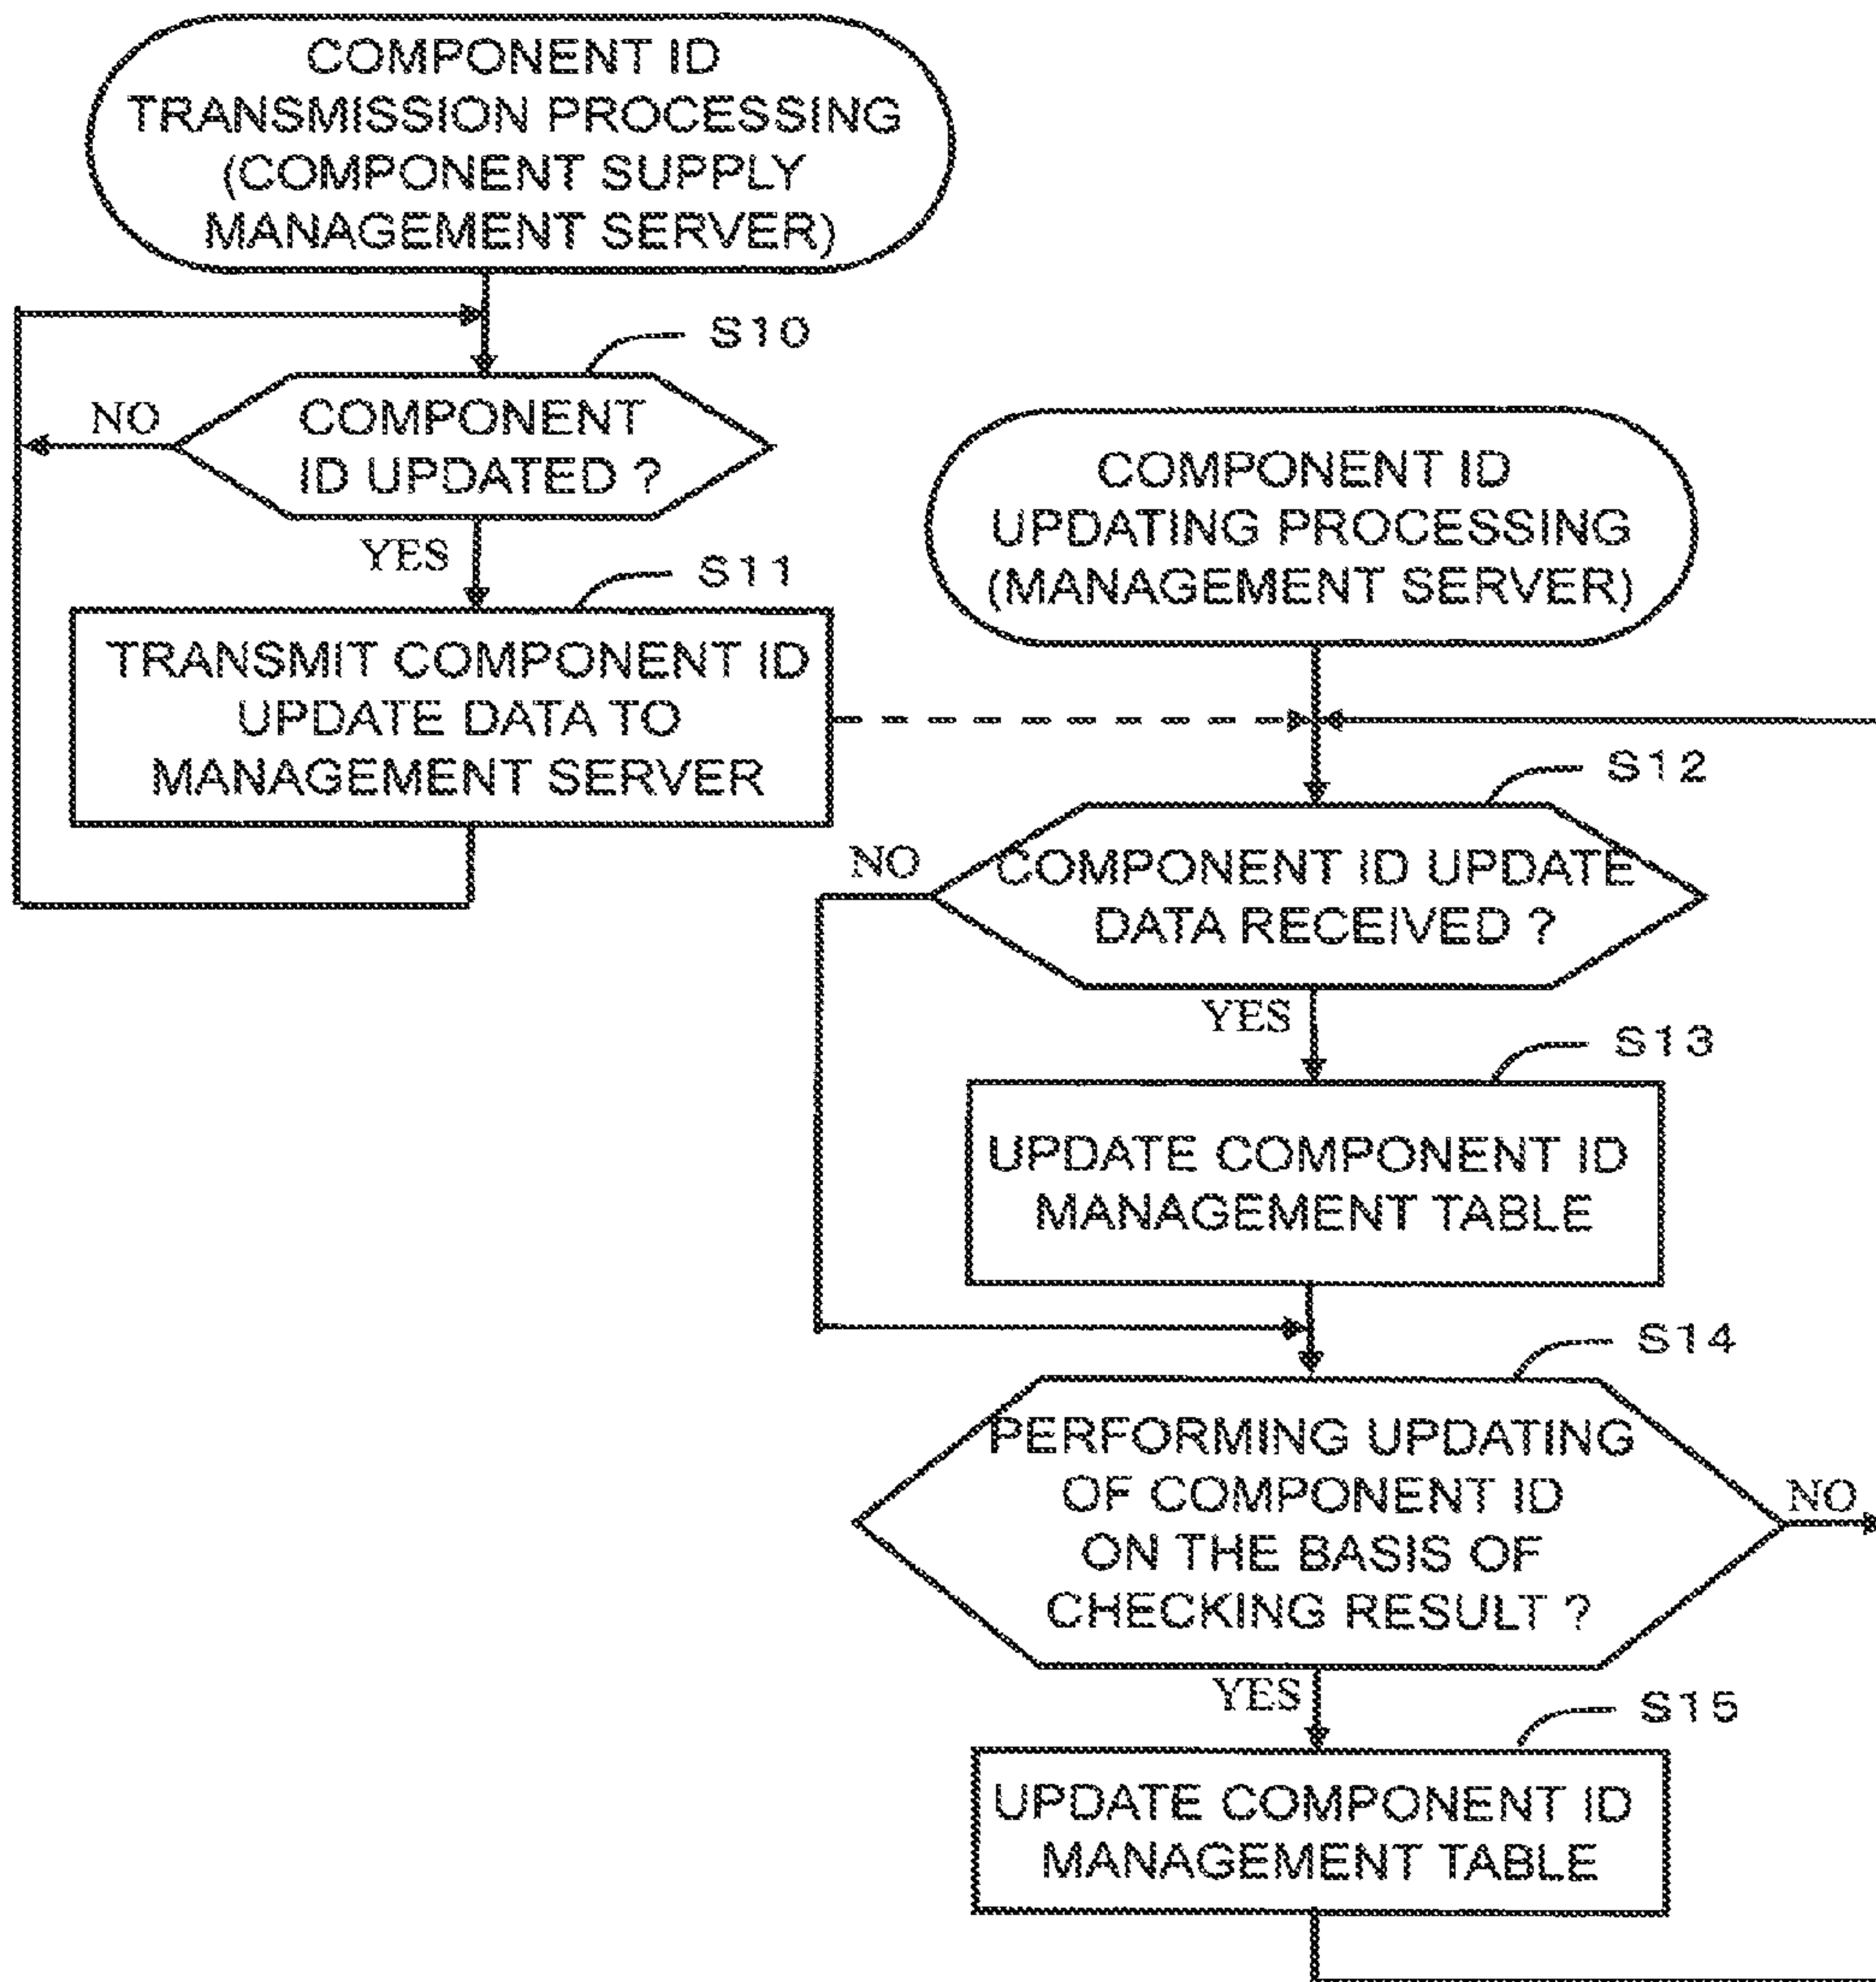 COMPONENT ID
TRANSMISSION PROCESSING
(COMPONENT SUPPLY
MANAGEMENT SERVER)
S10
NO
COMPONENT
ID UPDATED ?
YES
S11
TRANSMIT COMPONENT ID
UPDATE DATA TO
MANAGEMENT SERVER
COMPONENT ID
UPDATING PROCESSING
(MANAGEMENT SERVER)
S12
NO
COMPONENT ID UPDATE
DATA RECEIVED ?
YES
S13
UPDATE COMPONENT ID
MANAGEMENT TABLE
S14
PERFORMING UPDATING
OF COMPONENT ID
ON THE BASIS OF
CHECKING RESULT ?
NO
YES
S15
UPDATE COMPONENT ID
MANAGEMENT TABLE